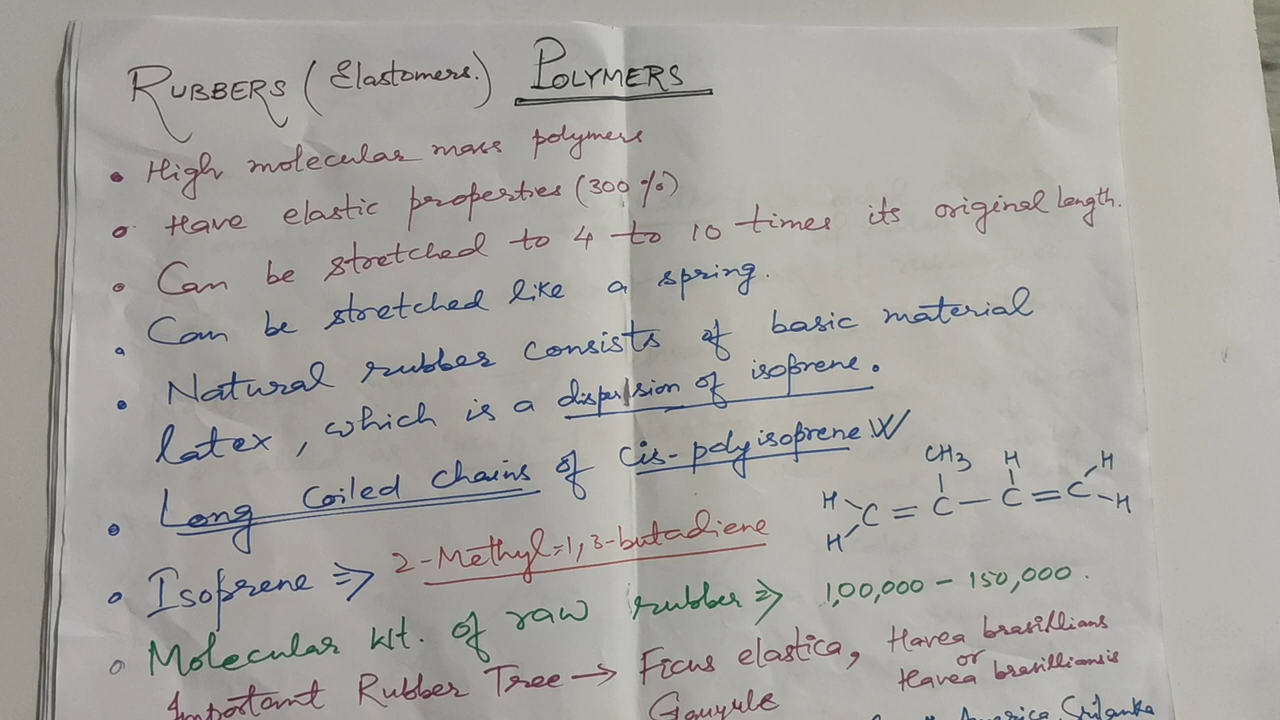 RUBBERS (Elastomers.) POLYMERS
• High molecular mass polymers
• Have elastic properties (300 %)
• Can be stretched to 4 to 10 times its original length.
• Can be stretched like a spring.
• Natural rubber consists of basic material
latex, which is a dispersion of isoprene.
• Long coiled chains of cis-polyisoprene
CH3 H H
H C = C – C = C – H
H
• Isoprene ⇒ 2-Methyl-1,3-butadiene
• Molecular wt. of raw rubber ⇒ 1,00,000 – 150,000.
Important Rubber Tree → Ficus elastica, Havea brasillians
or
Gauyule Havea brasilliansis
America, Srilanka